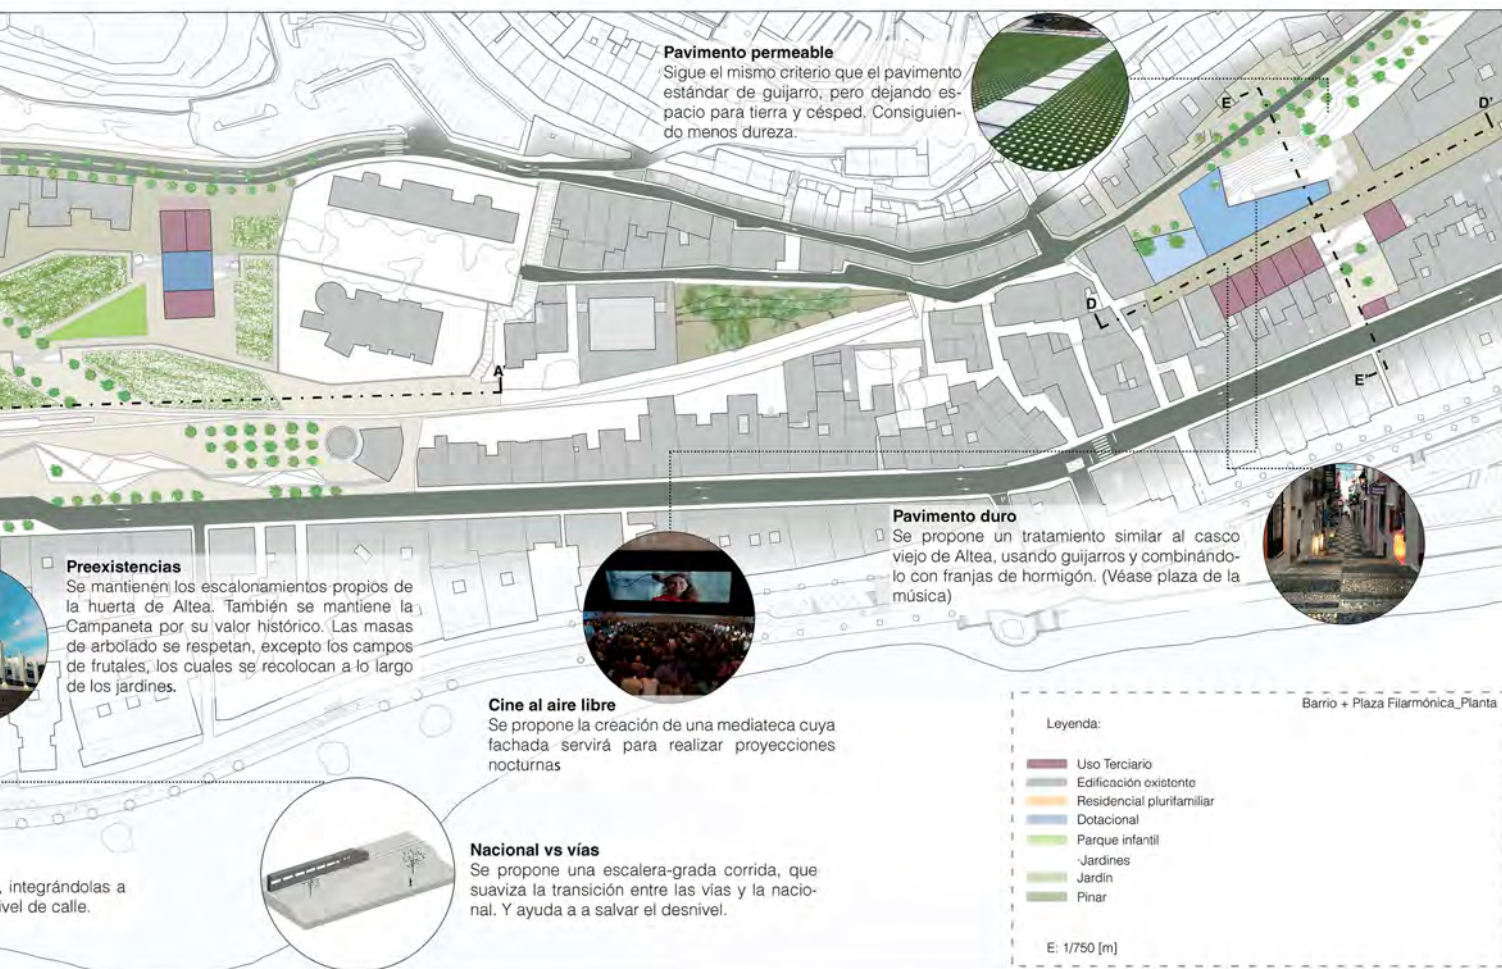 Pavimento permeable
Sigue el mismo criterio que el pavimento
estándar de guijarro, pero dejando es-
pacio para tierra y césped. Consiguien-
do menos dureza.
E
D'
D
A'
E'
Pavimento duro
Se propone un tratamiento similar al casco
viejo de Altea, usando guijarros y combinándo-
lo con franjas de hormigón. (Véase plaza de la
música)
Preexistencias
Se mantienen los escalonamientos propios de
la huerta de Altea. También se mantiene la
Campaneta por su valor histórico. Las masas
de arbolado se respetan, excepto los campos
de frutales, los cuales se recolocan a lo largo
de los jardines.
s.
Cine al aire libre
Se propone la creación de una mediateca cuya
fachada servirá para realizar proyecciones
nocturnas
Nacional vs vías
Se propone una escalera-grada corrida, que
suaviza la transición entre las vías y la nacio-
nal. Y ayuda a a salvar el desnivel.
, integrándolas a
ivel de calle.
Barrio + Plaza Filarmónica_Planta
Leyenda:
Uso Terciario
Edificación existente
Residencial plurifamiliar
Dotacional
Parque infantil
·Jardines
Jardín
Pinar
E: 1/750 [m]